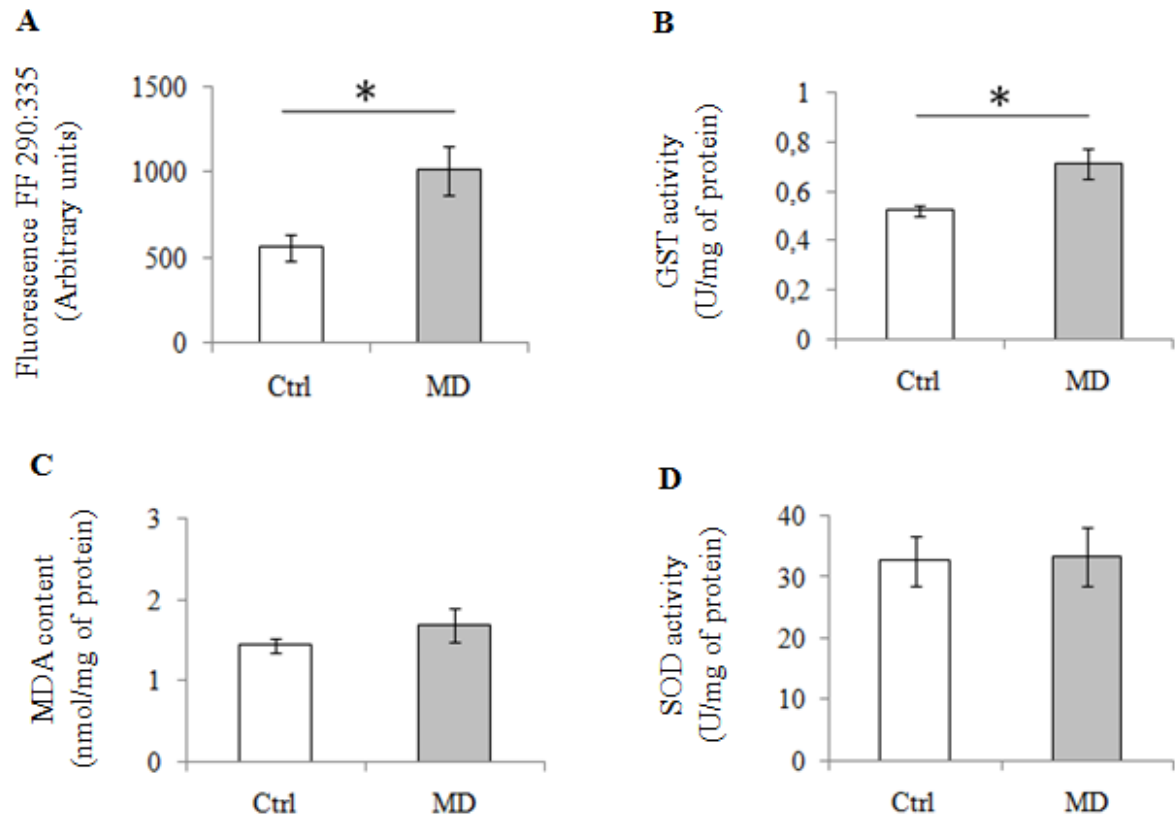 A
Fluorescence FF 290:335
(Arbitrary units)
1500
1000
500
0
*
Ctrl MD
B
GST activity
(U/mg of protein)
1
0,8
0,6
0,4
0,2
0
*
Ctrl MD
C
MDA content
(nmol/mg of protein)
3
2
1
0
Ctrl MD
D
SOD activity
(U/mg of protein)
40
30
20
10
0
Ctrl MD